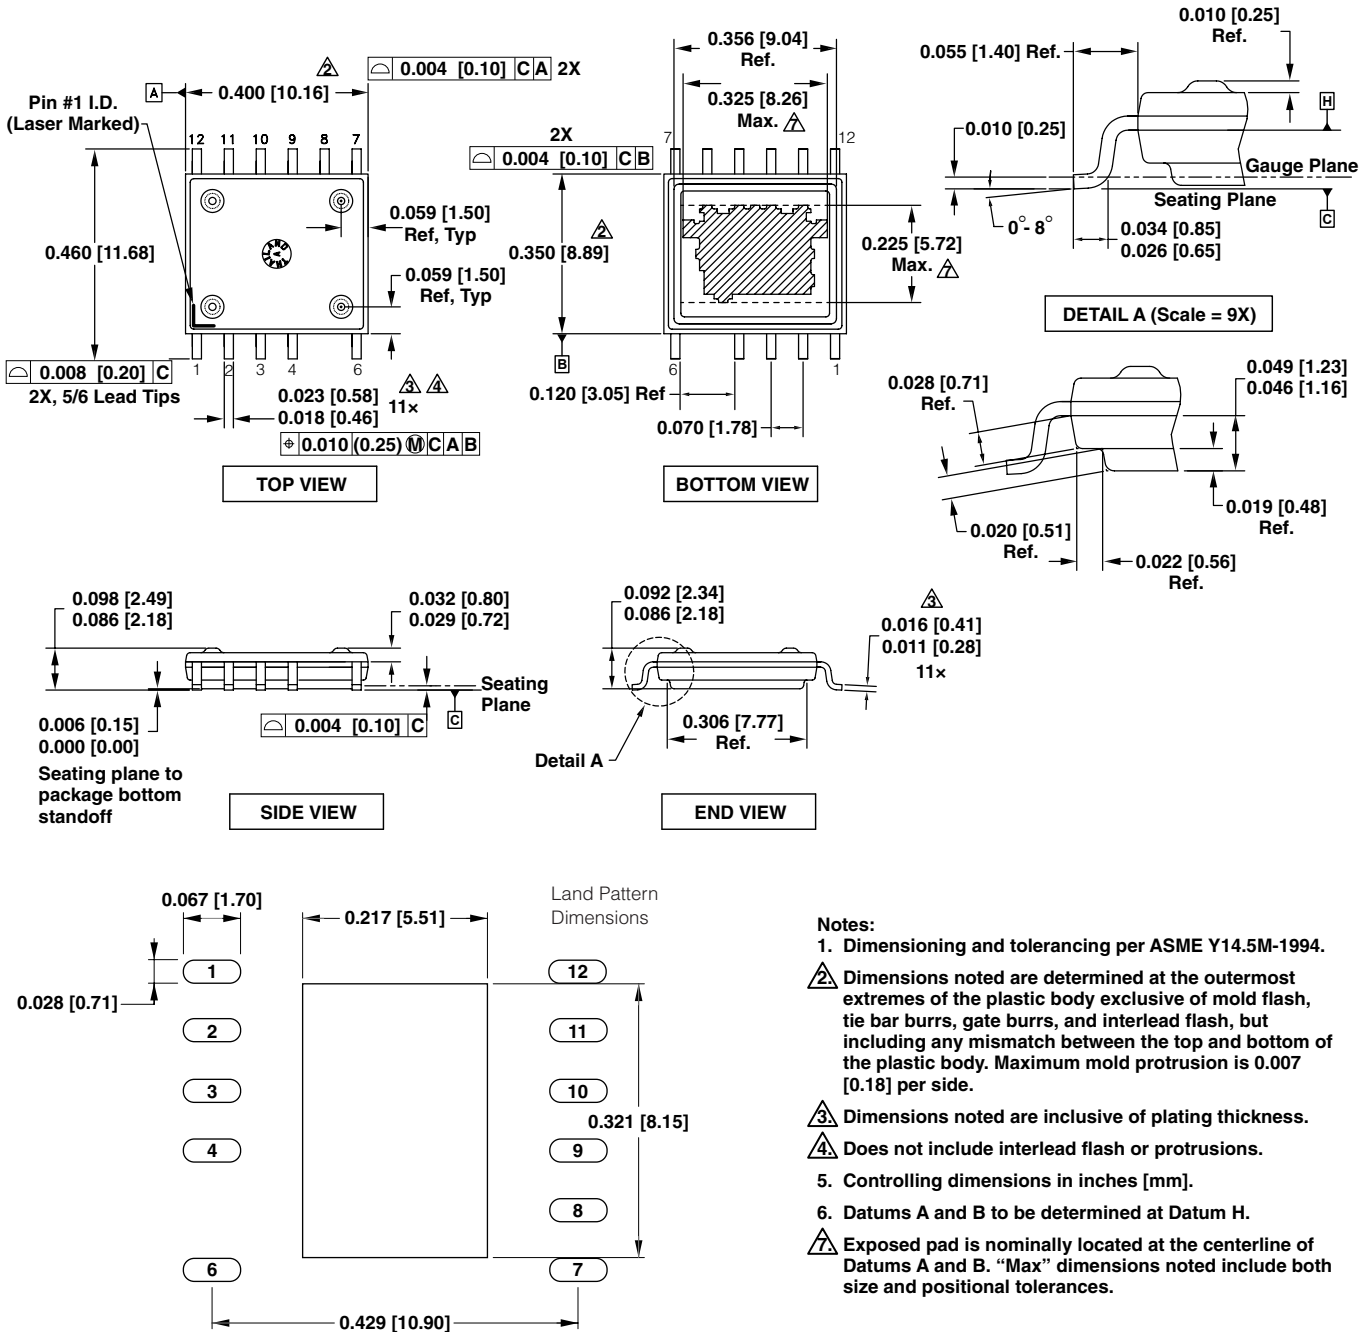 2
0.004 [0.10] C A 2X
A
0.400 [10.16]
Pin #1 I.D.
(Laser Marked)
12 11 10 9 8 7
0.460 [11.68]
0.059 [1.50]
Ref, Typ
0.059 [1.50]
Ref, Typ
0.008 [0.20] C
2X, 5/6 Lead Tips
1 2 3 4 6
0.023 [0.58]
0.018 [0.46]
3 4
11×
⌖ 0.010 (0.25) Ⓜ C A B
TOP VIEW
0.356 [9.04]
Ref.
0.325 [8.26]
Max. 7
2X
0.004 [0.10] C B
7 12
2
0.350 [8.89]
0.225 [5.72]
Max. 7
B
6 1
0.120 [3.05] Ref
0.070 [1.78]
BOTTOM VIEW
0.010 [0.25]
Ref.
0.055 [1.40] Ref.
H
0.010 [0.25]
Gauge Plane
Seating Plane
C
0°- 8°
0.034 [0.85]
0.026 [0.65]
DETAIL A (Scale = 9X)
0.049 [1.23]
0.046 [1.16]
0.028 [0.71]
Ref.
0.019 [0.48]
Ref.
0.020 [0.51]
Ref.
0.022 [0.56]
Ref.
0.098 [2.49]
0.086 [2.18]
0.032 [0.80]
0.029 [0.72]
Seating
Plane
C
0.004 [0.10] C
0.006 [0.15]
0.000 [0.00]
Seating plane to
package bottom
standoff
SIDE VIEW
0.092 [2.34]
0.086 [2.18]
3
0.016 [0.41]
0.011 [0.28]
11×
0.306 [7.77]
Ref.
Detail A
END VIEW
0.067 [1.70]
0.217 [5.51]
Land Pattern
Dimensions
0.028 [0.71]
1 12
2 11
3 10
0.321 [8.15]
4 9
8
6 7
0.429 [10.90]
Notes:
1. Dimensioning and tolerancing per ASME Y14.5M-1994.
2. Dimensions noted are determined at the outermost
extremes of the plastic body exclusive of mold flash,
tie bar burrs, gate burrs, and interlead flash, but
including any mismatch between the top and bottom of
the plastic body. Maximum mold protrusion is 0.007
[0.18] per side.
3. Dimensions noted are inclusive of plating thickness.
4. Does not include interlead flash or protrusions.
5. Controlling dimensions in inches [mm].
6. Datums A and B to be determined at Datum H.
7. Exposed pad is nominally located at the centerline of
Datums A and B. “Max” dimensions noted include both
size and positional tolerances.